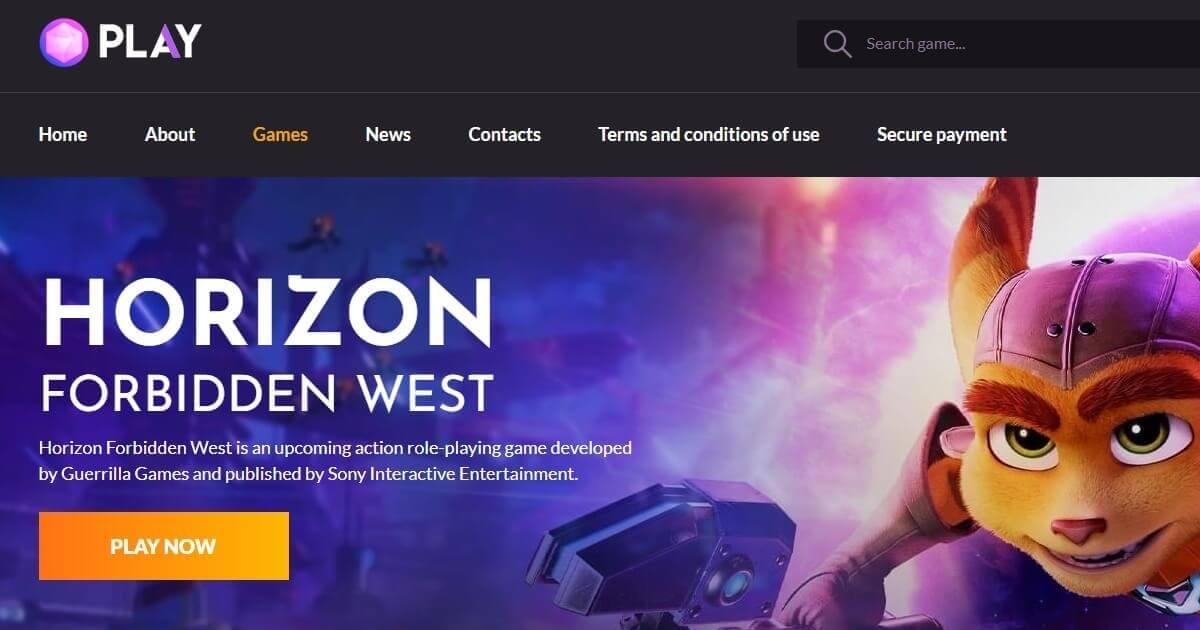 PLAY
Search game...
Home About Games News Contacts Terms and conditions of use Secure payment
HORIZON
FORBIDDEN WEST
Horizon Forbidden West is an upcoming action role-playing game developed
by Guerrilla Games and published by Sony Interactive Entertainment.
PLAY NOW